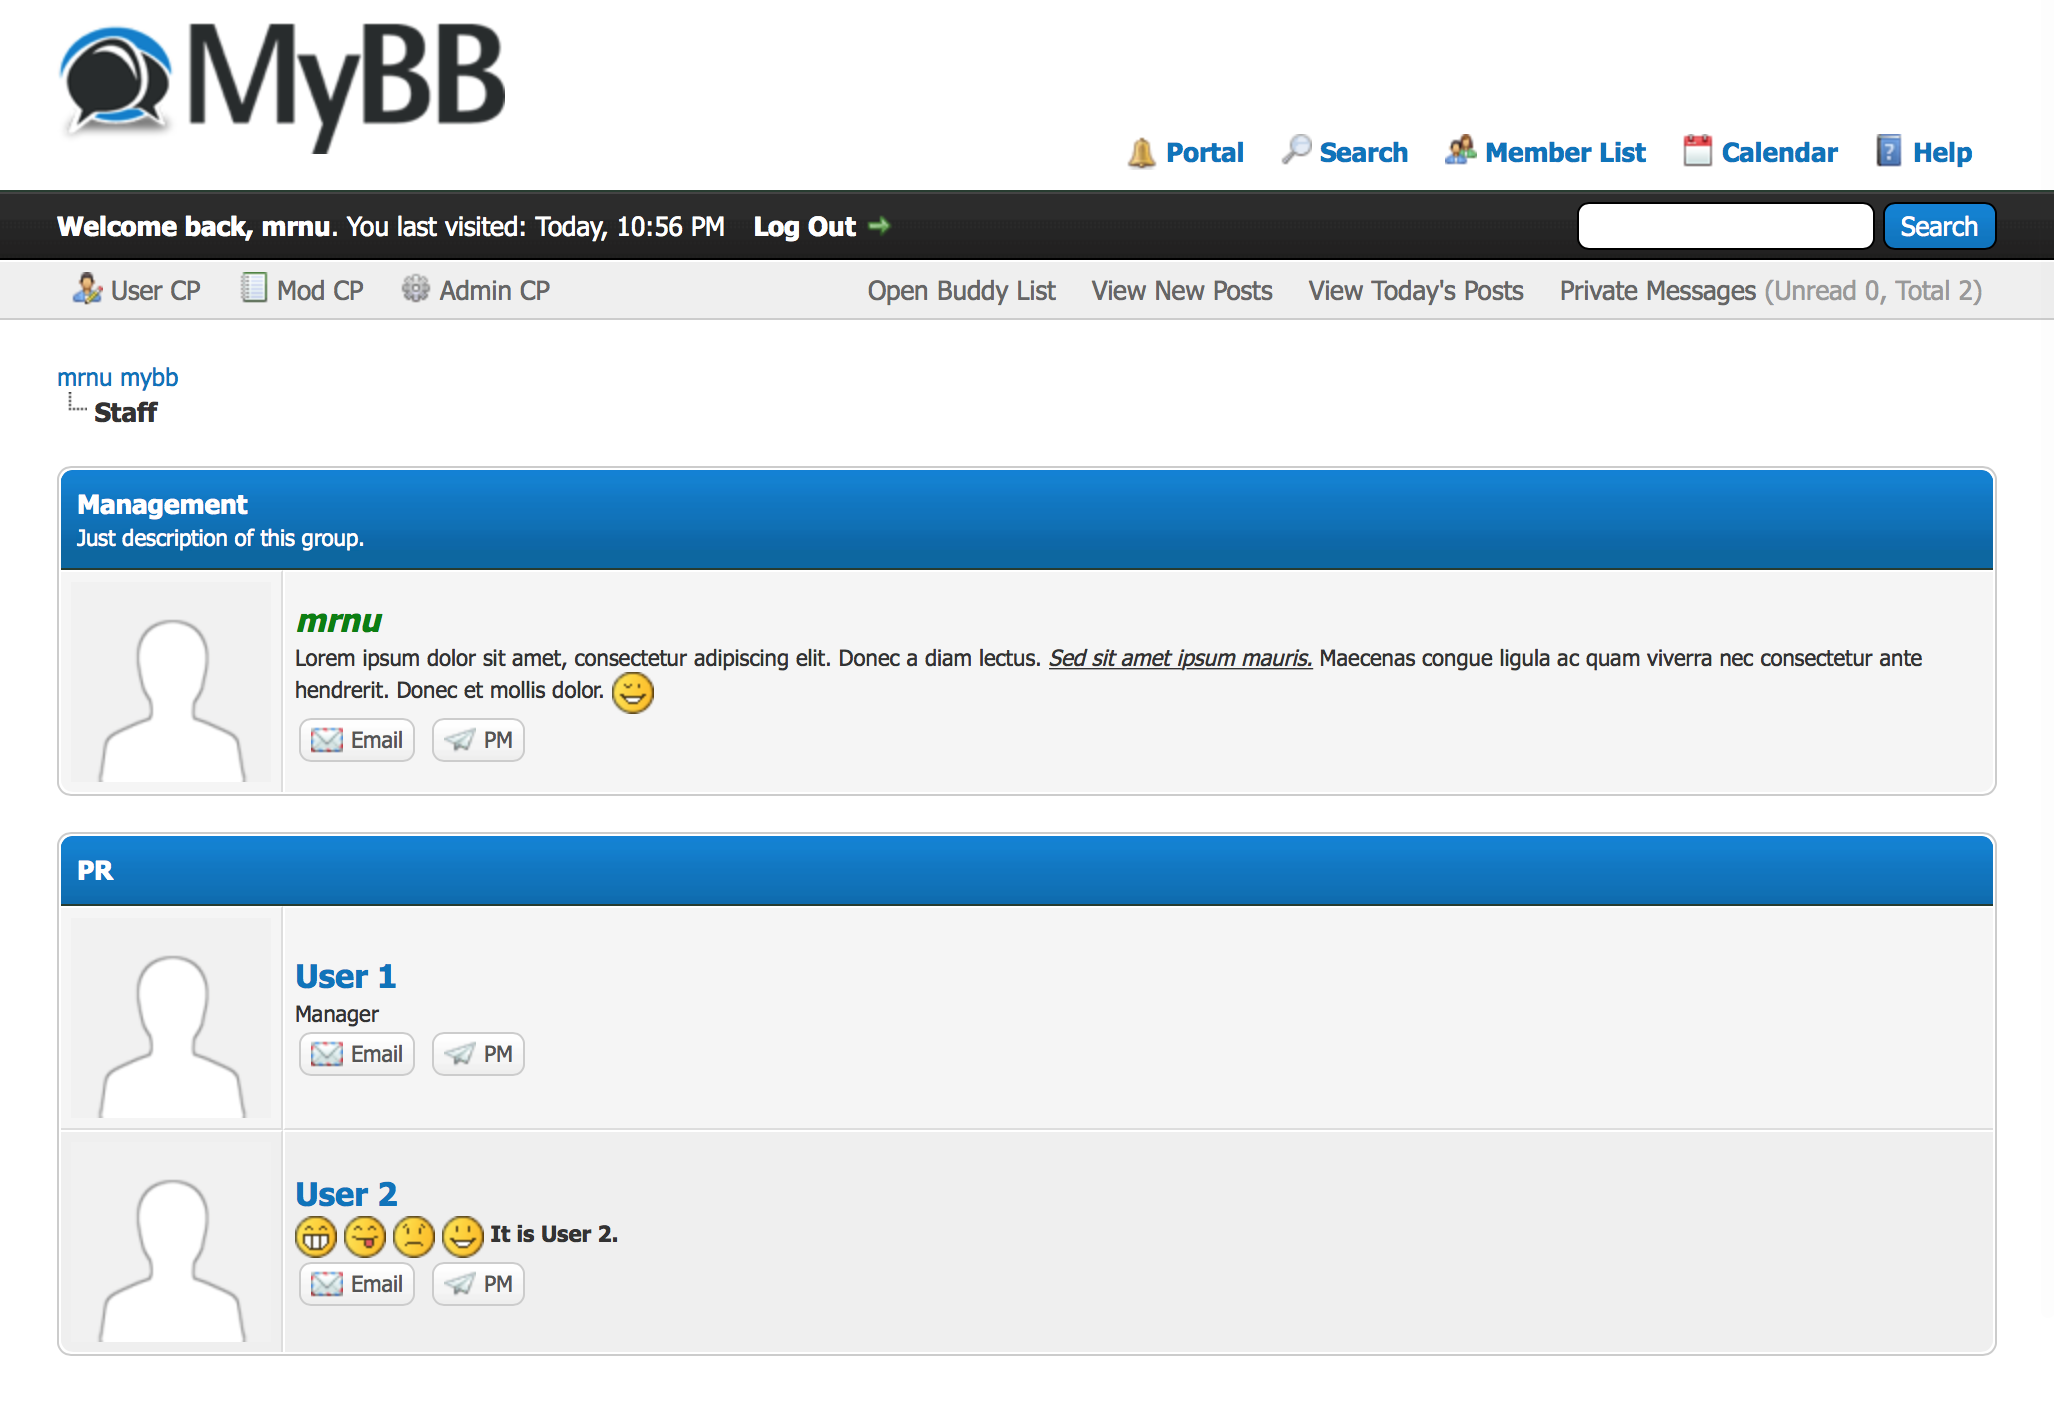 MyBB
Portal Search Member List Calendar Help
Welcome back, mrnu. You last visited: Today, 10:56 PM Log Out Search
User CP Mod CP Admin CP Open Buddy List View New Posts View Today's Posts Private Messages (Unread 0, Total 2)
mrnu mybb
Staff
Management
Just description of this group.
mrnu
Lorem ipsum dolor sit amet, consectetur adipiscing elit. Donec a diam lectus. Sed sit amet ipsum mauris. Maecenas congue ligula ac quam viverra nec consectetur ante
hendrerit. Donec et mollis dolor.
Email PM
PR
User 1
Manager
Email PM
User 2
It is User 2.
Email PM